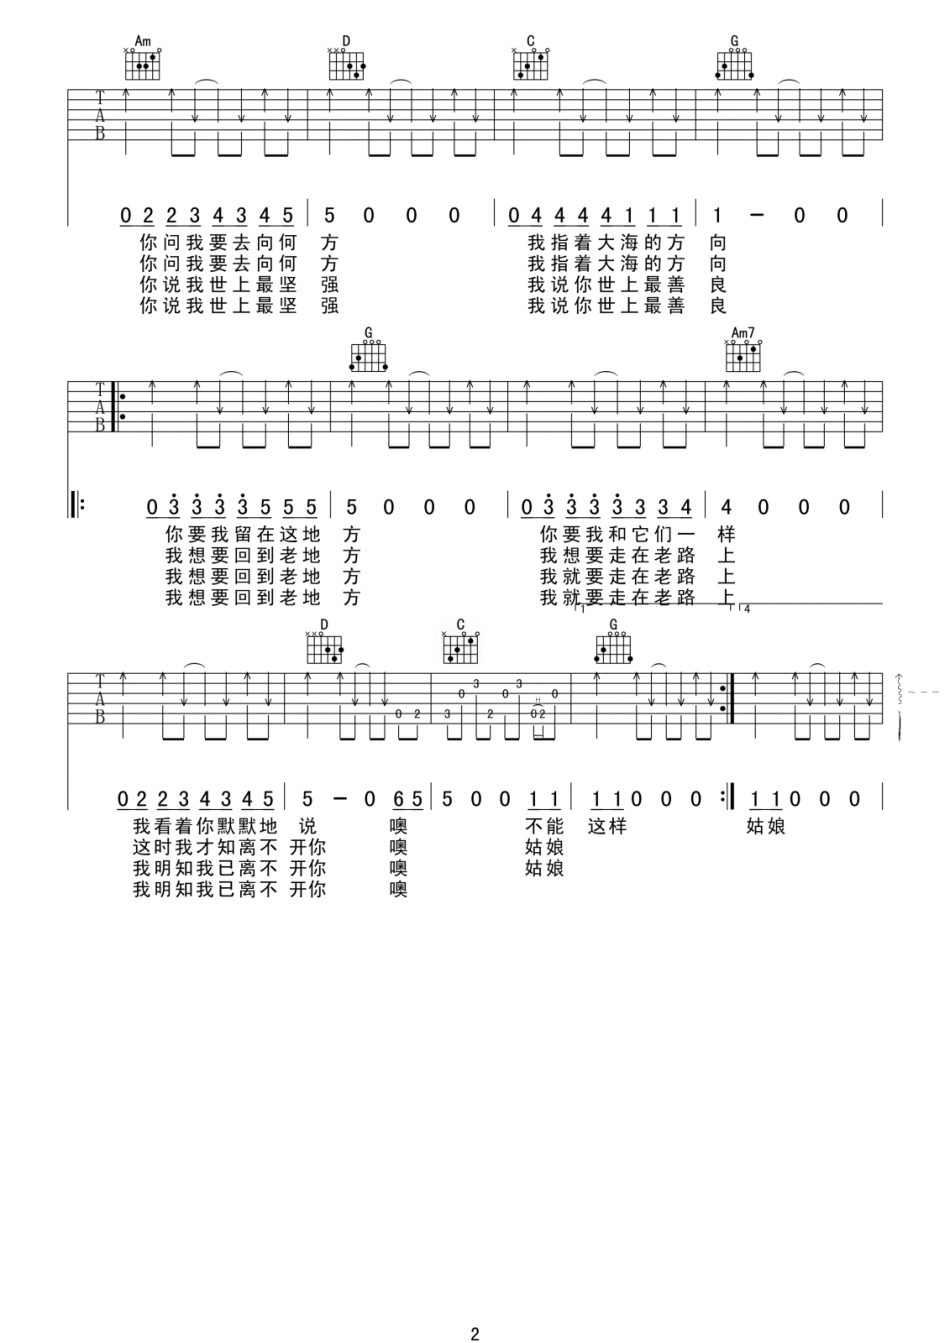 Am D C G
T
A
B
0 2 2 3 4 3 4 5 5 0 0 0 0 4 4 4 4 1 1 1 1 — 0 0
你问我要去向何 方 我指着大海的方 向
你问我要去向何 方 我指着大海的方 向
你说我世上最坚 强 我说你世上最善 良
你说我世上最坚 强 我说你世上最善 良
G Am7
T
A
B
0 3 3 3 3 5 5 5 5 0 0 0 0 3 3 3 3 3 3 4 4 0 0 0
你要我留在这地 方 你要我和它们一 样
我想要回到老地 方 我想要走在老路 上
我想要回到老地 方 我就要走在老路 上
我想要回到老地 方 我就要走在老路 上
1 4
D C G
T
A
B
0 2 3 0 3 2 0 3 H 0 2 0
0 2 2 3 4 3 4 5 5 — 0 6 5 5 0 0 1 1 1 1 0 0 0 1 1 0 0 0
我看着你默默地 说 噢 不能 这样 姑娘
这时我才知离不 开你 噢 姑娘
我明知我已离不 开你 噢 姑娘
我明知我已离不 开你 噢
2